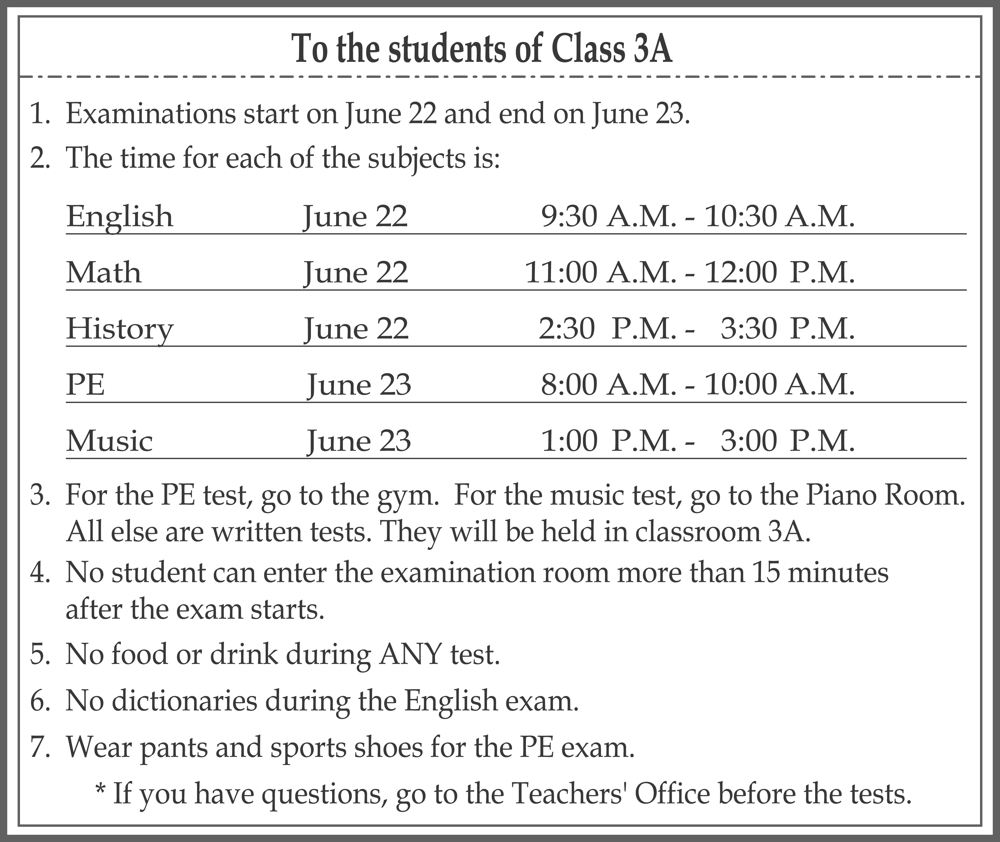 To the students of Class 3A
1. Examinations start on June 22 and end on June 23.
2. The time for each of the subjects is:
English June 22 9:30 A.M. - 10:30 A.M.
Math June 22 11:00 A.M. - 12:00 P.M.
History June 22 2:30 P.M. - 3:30 P.M.
PE June 23 8:00 A.M. - 10:00 A.M.
Music June 23 1:00 P.M. - 3:00 P.M.
3. For the PE test, go to the gym. For the music test, go to the Piano Room.
All else are written tests. They will be held in classroom 3A.
4. No student can enter the examination room more than 15 minutes
after the exam starts.
5. No food or drink during ANY test.
6. No dictionaries during the English exam.
7. Wear pants and sports shoes for the PE exam.
* If you have questions, go to the Teachers' Office before the tests.